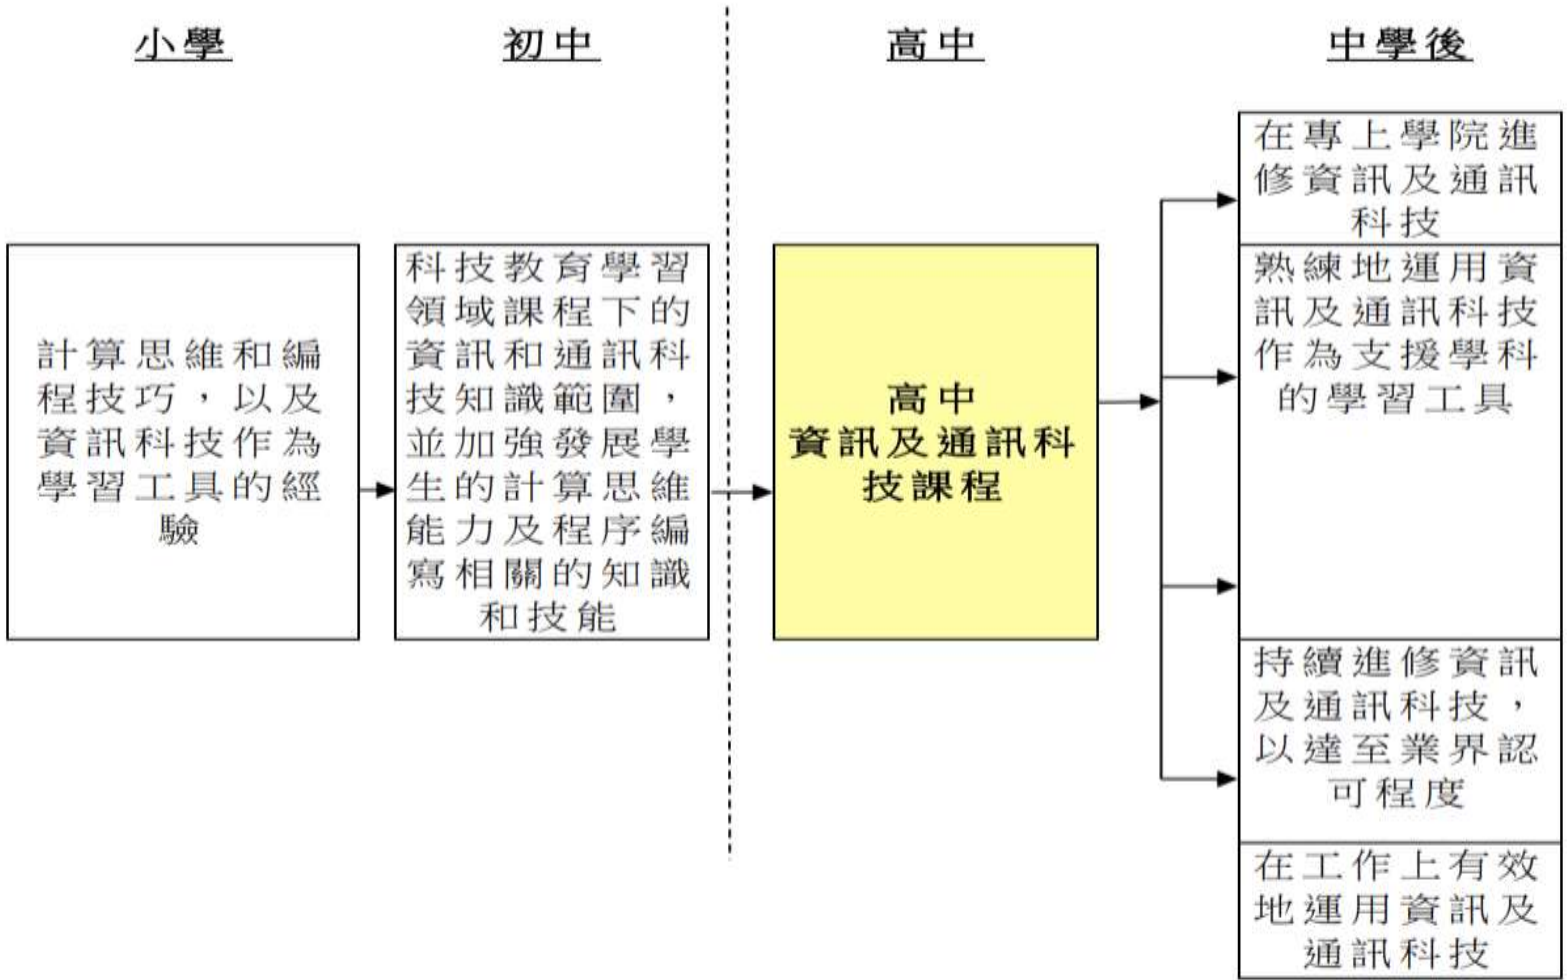 小學
初中
高中
中學後
計算思維和編
程技巧，以及
資訊科技作為
學習工具的經
驗
科技教育學習
領域課程下的
資訊和通訊科
技知識範圍，
並加強發展學
生的計算思維
能力及程序編
寫相關的知識
和技能
高中
資訊及通訊科
技課程
在專上學院進
修資訊及通訊
科技
熟練地運用資
訊及通訊科技
作為支援學科
的學習工具
持續進修資訊
及通訊科技，
以達至業界認
可程度
在工作上有效
地運用資訊及
通訊科技